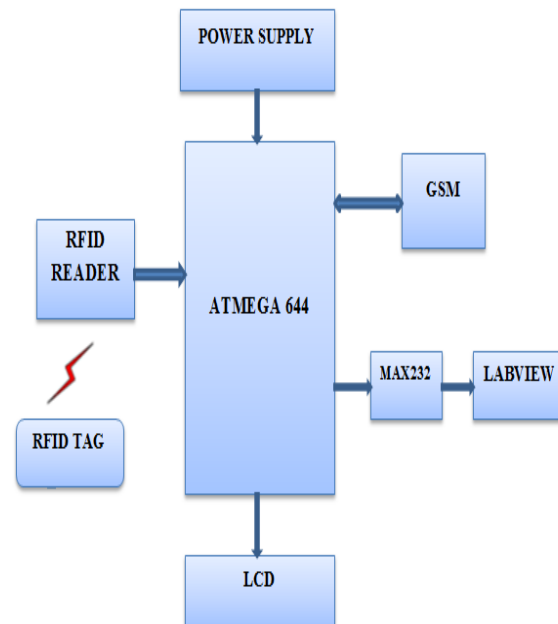 POWER SUPPLY
GSM
RFID
READER
ATMEGA 644
MAX232
LABVIEW
RFID TAG
LCD